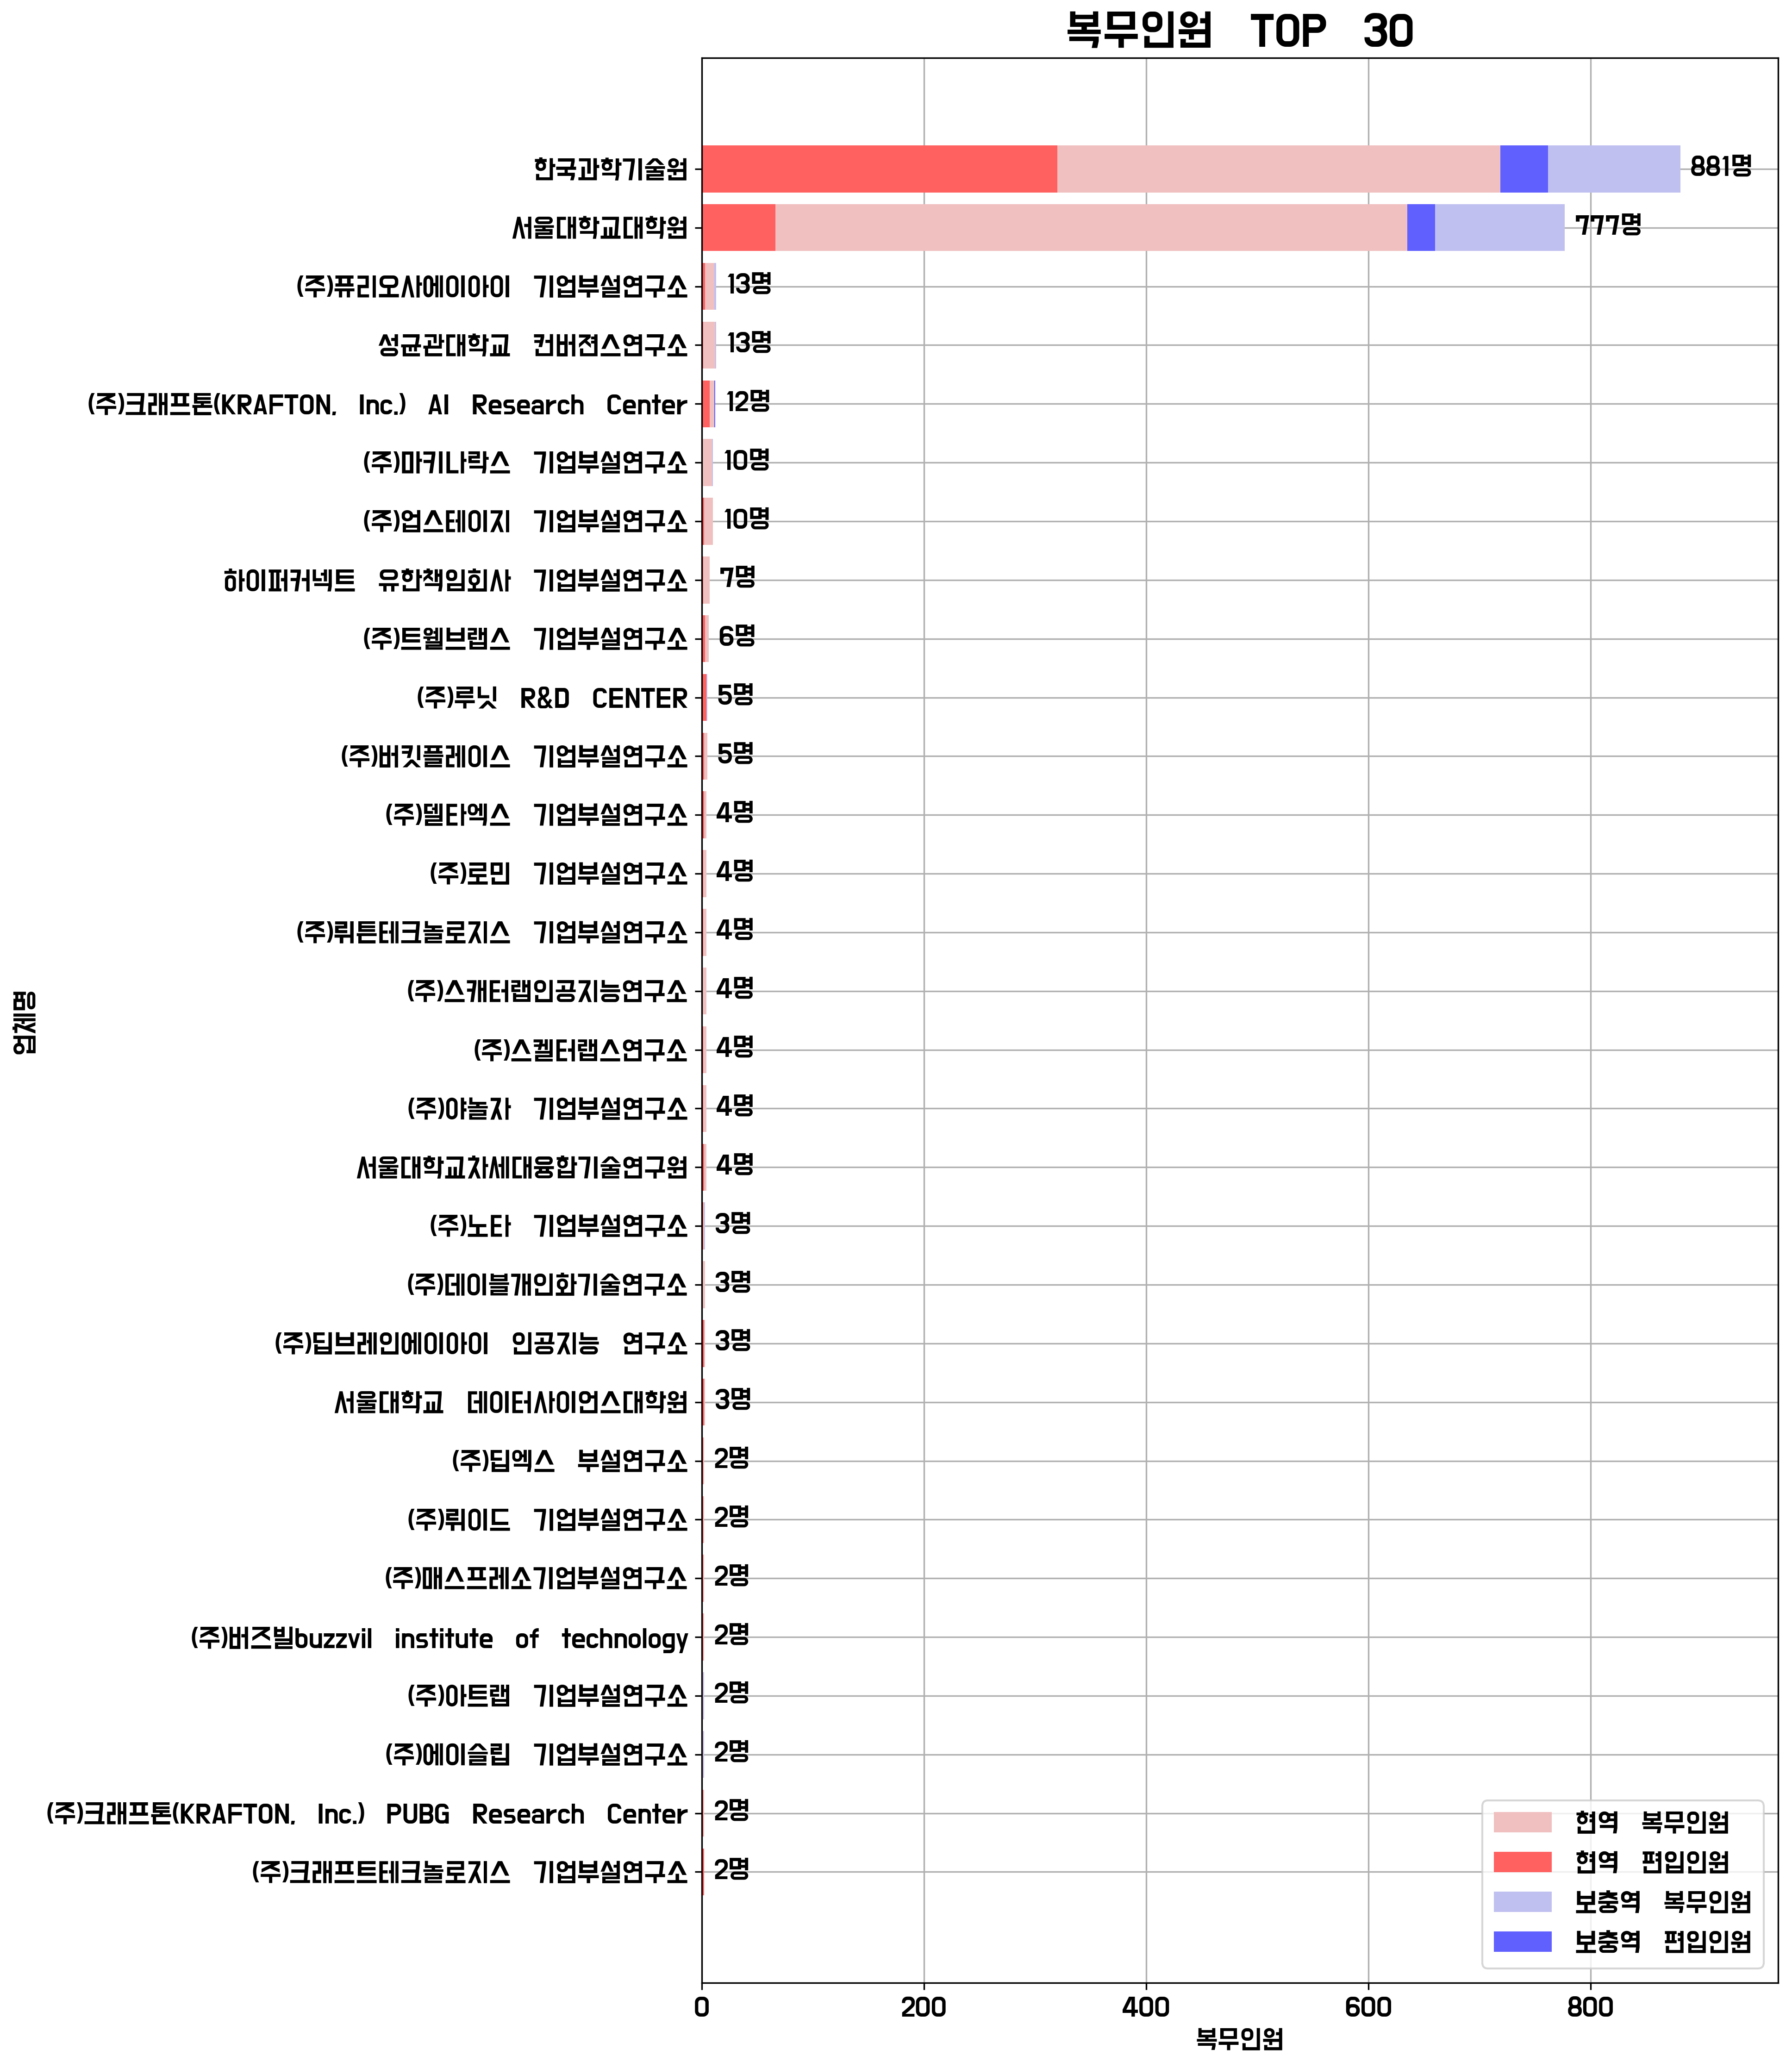 복무인원 TOP 30
한국과학기술원 881명
서울대학교대학원 777명
(주)퓨리오사에이아이 기업부설연구소 13명
성균관대학교 컨버젼스연구소 13명
(주)크래프톤(KRAFTON, Inc.) AI Research Center 12명
(주)마키나락스 기업부설연구소 10명
(주)업스테이지 기업부설연구소 10명
하이퍼커넥트 유한책임회사 기업부설연구소 7명
(주)트웰브랩스 기업부설연구소 6명
(주)루닛 R&D CENTER 5명
(주)버킷플레이스 기업부설연구소 5명
(주)델타엑스 기업부설연구소 4명
(주)로민 기업부설연구소 4명
(주)뤼튼테크놀로지스 기업부설연구소 4명
(주)스캐터랩인공지능연구소 4명
(주)스켈터랩스연구소 4명
(주)야놀자 기업부설연구소 4명
서울대학교차세대융합기술연구원 4명
(주)노타 기업부설연구소 3명
(주)데이블개인화기술연구소 3명
(주)딥브레인에이아이 인공지능 연구소 3명
서울대학교 데이터사이언스대학원 3명
(주)딥엑스 부설연구소 2명
(주)뤼이드 기업부설연구소 2명
(주)매스프레소기업부설연구소 2명
(주)버즈빌buzzvil institute of technology 2명
(주)아트랩 기업부설연구소 2명
(주)에이슬립 기업부설연구소 2명
(주)크래프톤(KRAFTON, Inc.) PUBG Research Center 2명
(주)크래프트테크놀로지스 기업부설연구소 2명
업체명
현역 복무인원
현역 편입인원
보충역 복무인원
보충역 편입인원
0 200 400 600 800
복무인원